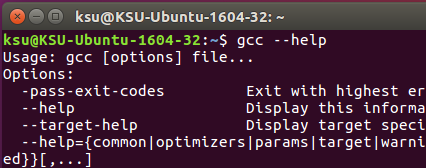 ksu@KSU-Ubuntu-1604-32: ~
ksu@KSU-Ubuntu-1604-32:~$ gcc --help
Usage: gcc [options] file...
Options:
  -pass-exit-codes         Exit with highest er
  --help                   Display this informa
  --target-help            Display target speci
  --help={common|optimizers|params|target|warni
ed}}[,...]